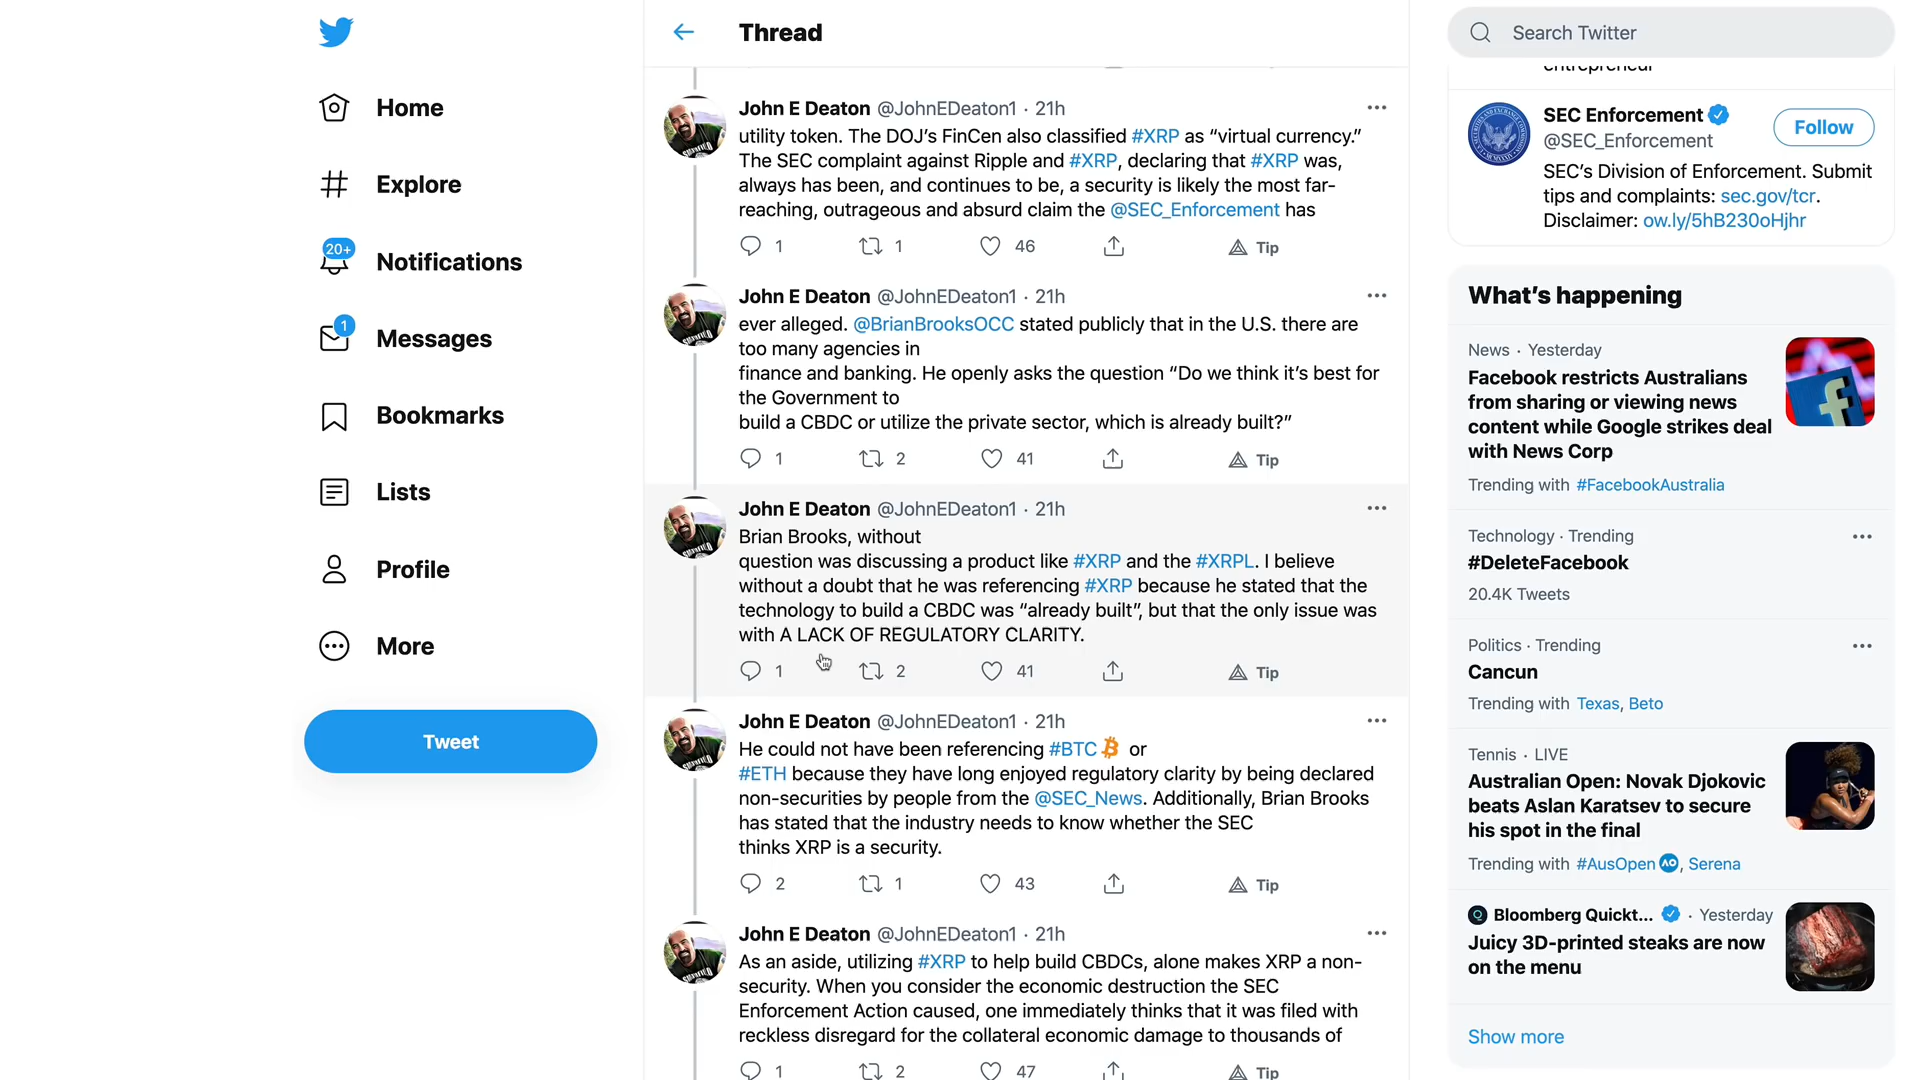 Home
Explore
20+
Notifications
1
Messages
Bookmarks
Lists
Profile
More
Tweet
Thread
John E Deaton @JohnEDeaton1 · 21h
utility token. The DOJ’s FinCen also classified #XRP as “virtual currency.”
The SEC complaint against Ripple and #XRP, declaring that #XRP was,
always has been, and continues to be, a security is likely the most far-
reaching, outrageous and absurd claim the @SEC_Enforcement has
1 1 46 Tip
John E Deaton @JohnEDeaton1 · 21h
ever alleged. @BrianBrooksOCC stated publicly that in the U.S. there are
too many agencies in
finance and banking. He openly asks the question “Do we think it’s best for
the Government to
build a CBDC or utilize the private sector, which is already built?”
1 2 41 Tip
John E Deaton @JohnEDeaton1 · 21h
Brian Brooks, without
question was discussing a product like #XRP and the #XRPL. I believe
without a doubt that he was referencing #XRP because he stated that the
technology to build a CBDC was “already built”, but that the only issue was
with A LACK OF REGULATORY CLARITY.
1 2 41 Tip
John E Deaton @JohnEDeaton1 · 21h
He could not have been referencing #BTC or
#ETH because they have long enjoyed regulatory clarity by being declared
non-securities by people from the @SEC_News. Additionally, Brian Brooks
has stated that the industry needs to know whether the SEC
thinks XRP is a security.
2 1 43 Tip
John E Deaton @JohnEDeaton1 · 21h
As an aside, utilizing #XRP to help build CBDCs, alone makes XRP a non-
security. When you consider the economic destruction the SEC
Enforcement Action caused, one immediately thinks that it was filed with
reckless disregard for the collateral economic damage to thousands of
1 2 47 Tip
Search Twitter
entrepreneur
SEC Enforcement
@SEC_Enforcement
Follow
SEC’s Division of Enforcement. Submit
tips and complaints: sec.gov/tcr.
Disclaimer: ow.ly/5hB230oHjhr
What’s happening
News · Yesterday
Facebook restricts Australians
from sharing or viewing news
content while Google strikes deal
with News Corp
Trending with #FacebookAustralia
Technology · Trending
#DeleteFacebook
20.4K Tweets
Politics · Trending
Cancun
Trending with Texas, Beto
Tennis · LIVE
Australian Open: Novak Djokovic
beats Aslan Karatsev to secure
his spot in the final
Trending with #AusOpen, Serena
Bloomberg Quickt... · Yesterday
Juicy 3D-printed steaks are now
on the menu
Show more